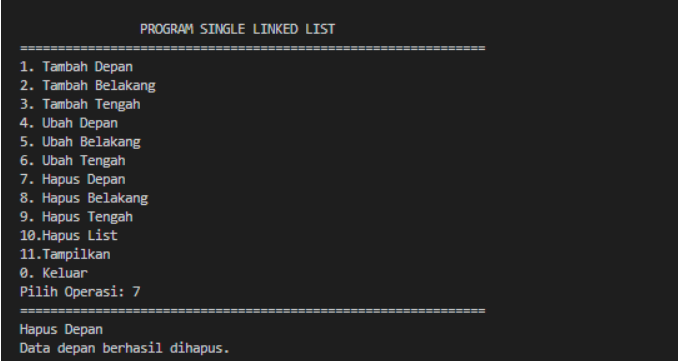 PROGRAM SINGLE LINKED LIST
==============================================================
1. Tambah Depan
2. Tambah Belakang
3. Tambah Tengah
4. Ubah Depan
5. Ubah Belakang
6. Ubah Tengah
7. Hapus Depan
8. Hapus Belakang
9. Hapus Tengah
10.Hapus List
11.Tampilkan
0. Keluar
Pilih Operasi: 7
==============================================================
Hapus Depan
Data depan berhasil dihapus.